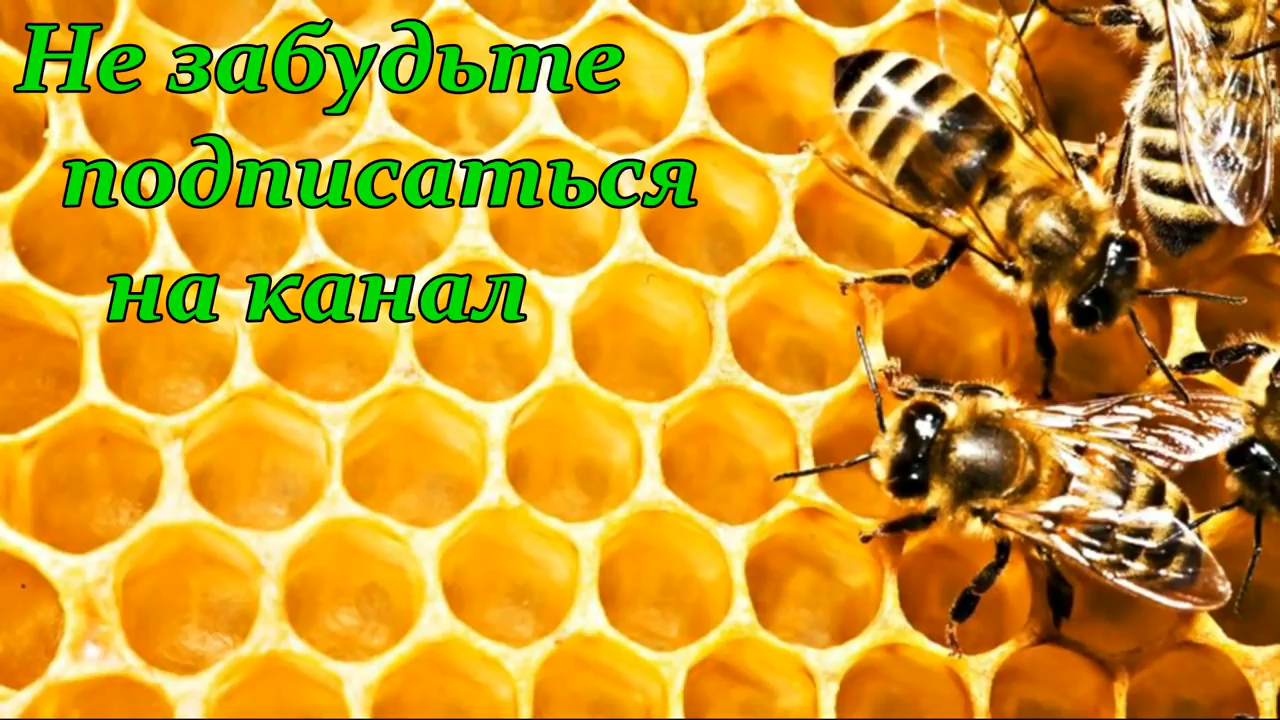 Не забудьте
подписаться
на канал